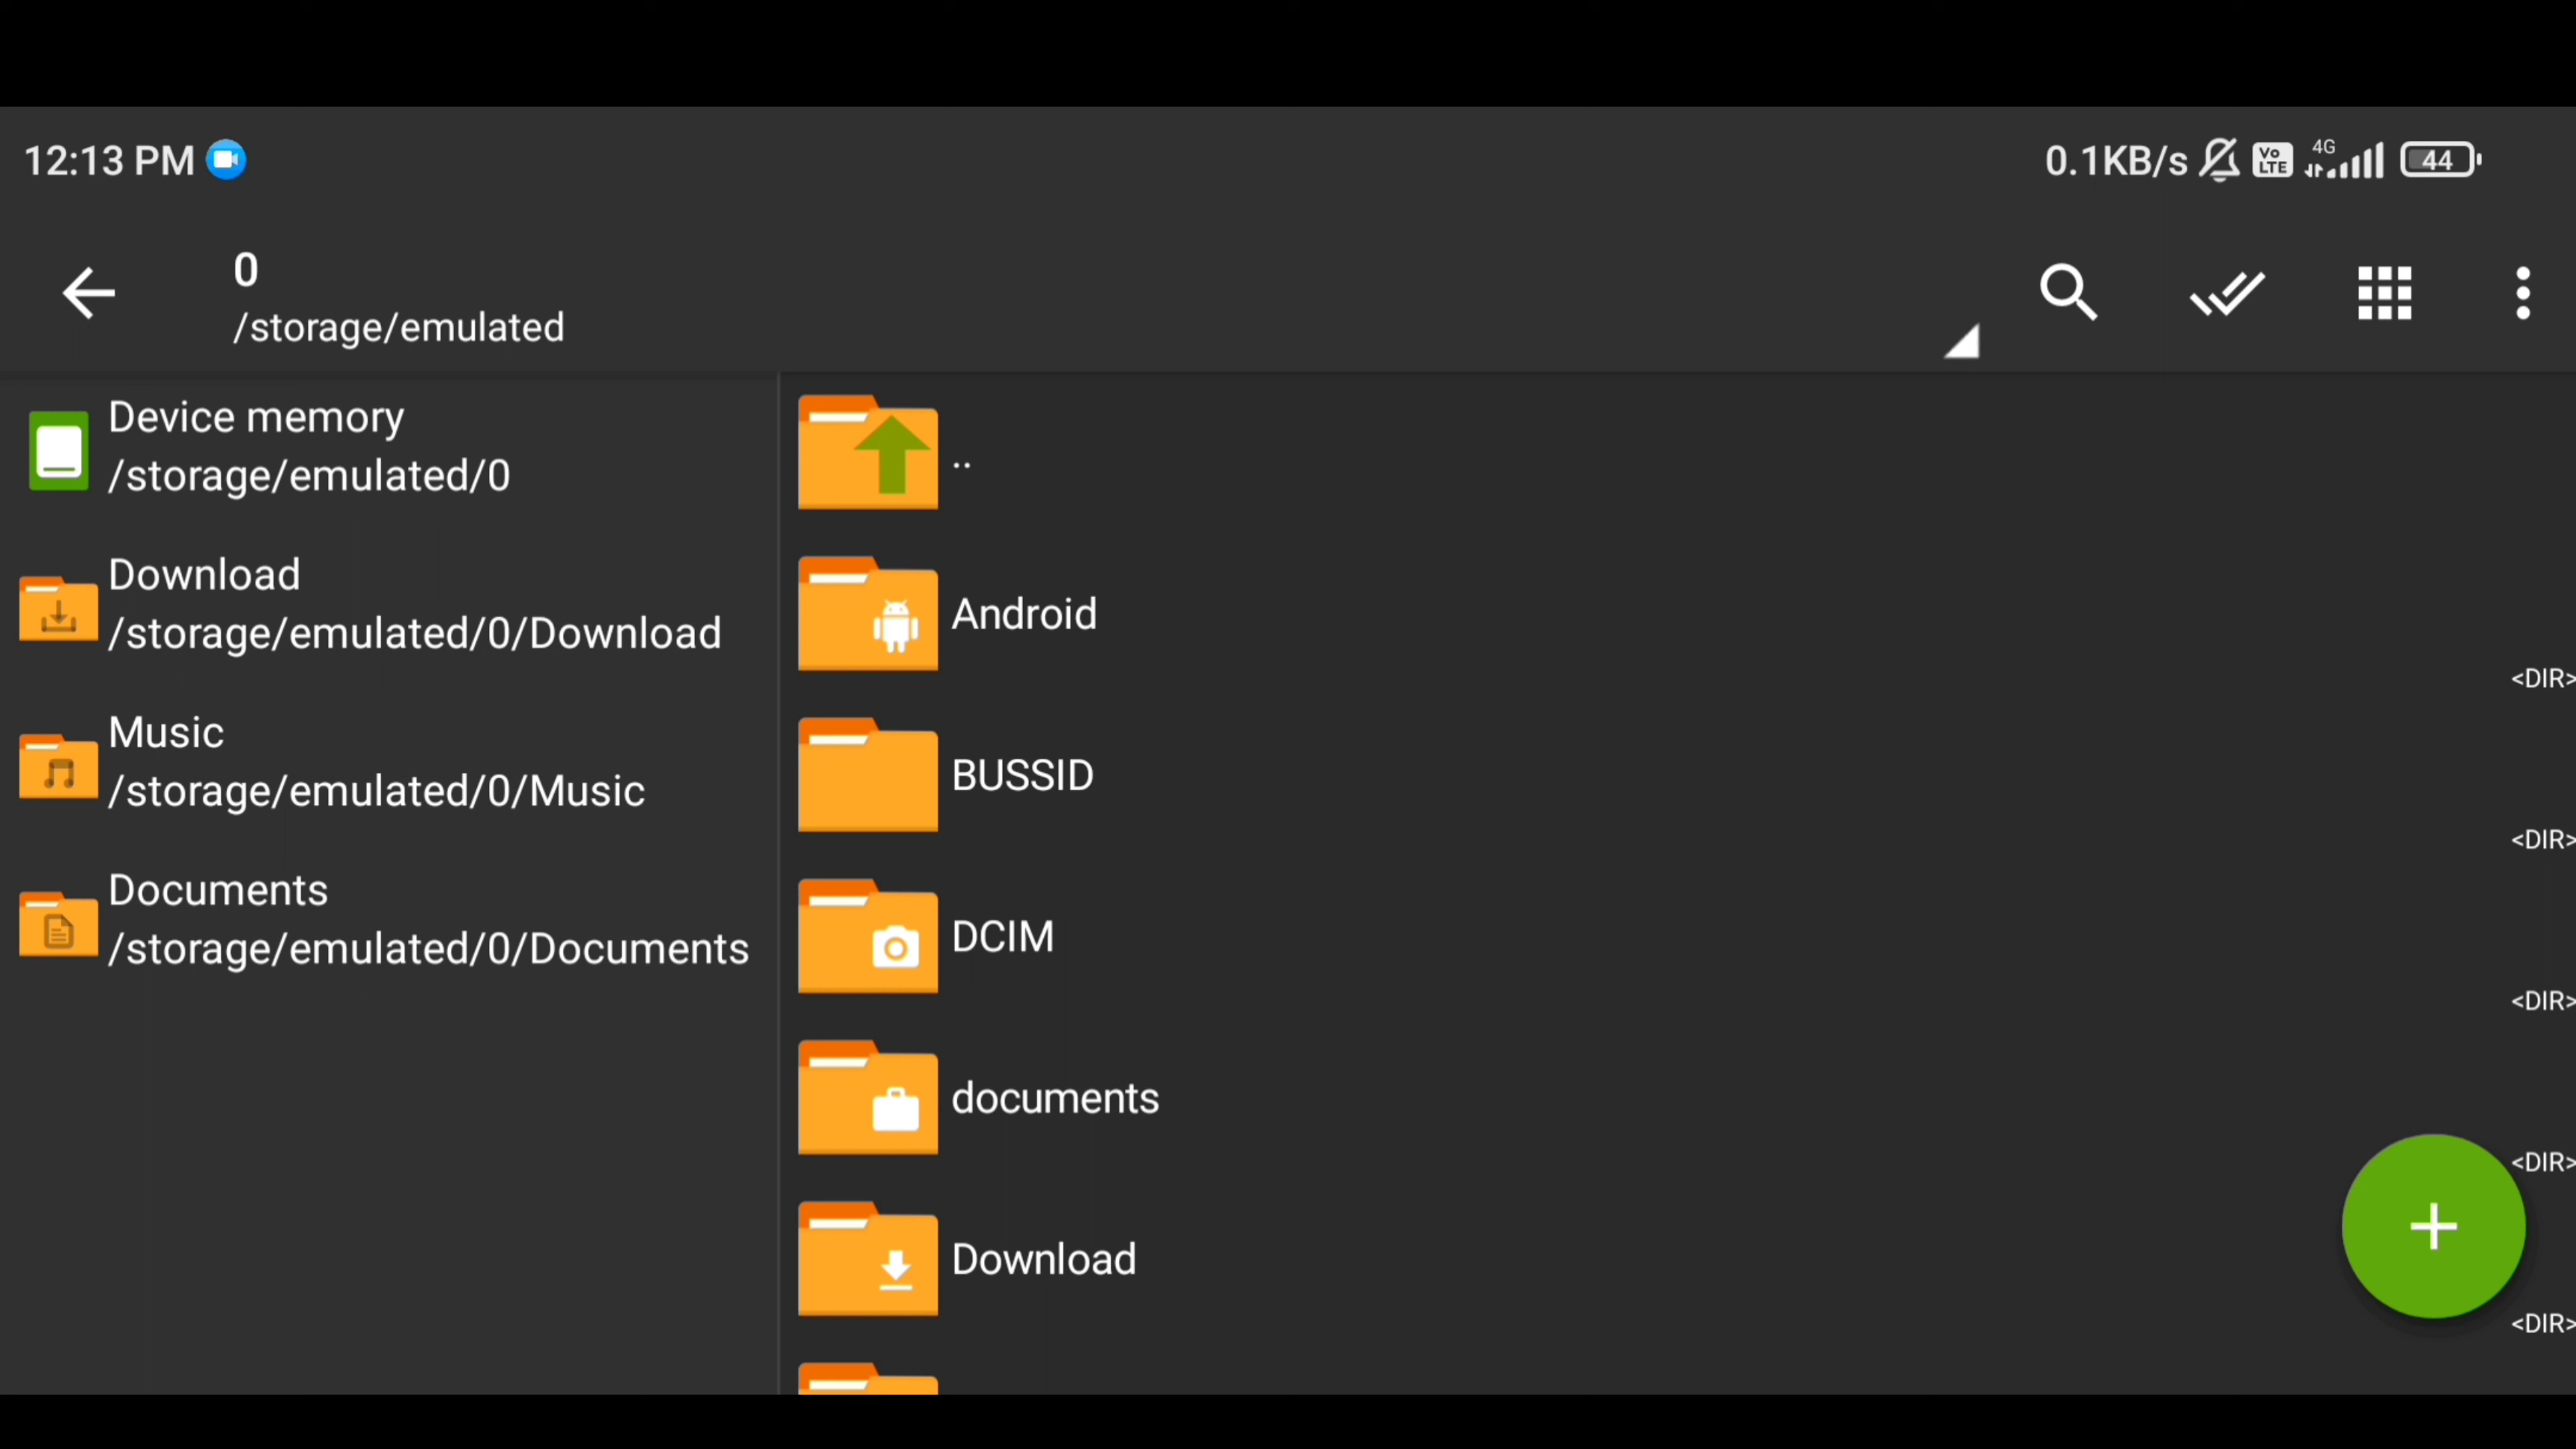 12:13 PM
0.1KB/s Vo LTE 4G 44
0
/storage/emulated
Device memory
/storage/emulated/0
Download
/storage/emulated/0/Download
Music
/storage/emulated/0/Music
Documents
/storage/emulated/0/Documents
..
Android
<DIR>
BUSSID
<DIR>
DCIM
<DIR>
documents
<DIR>
Download
<DIR>